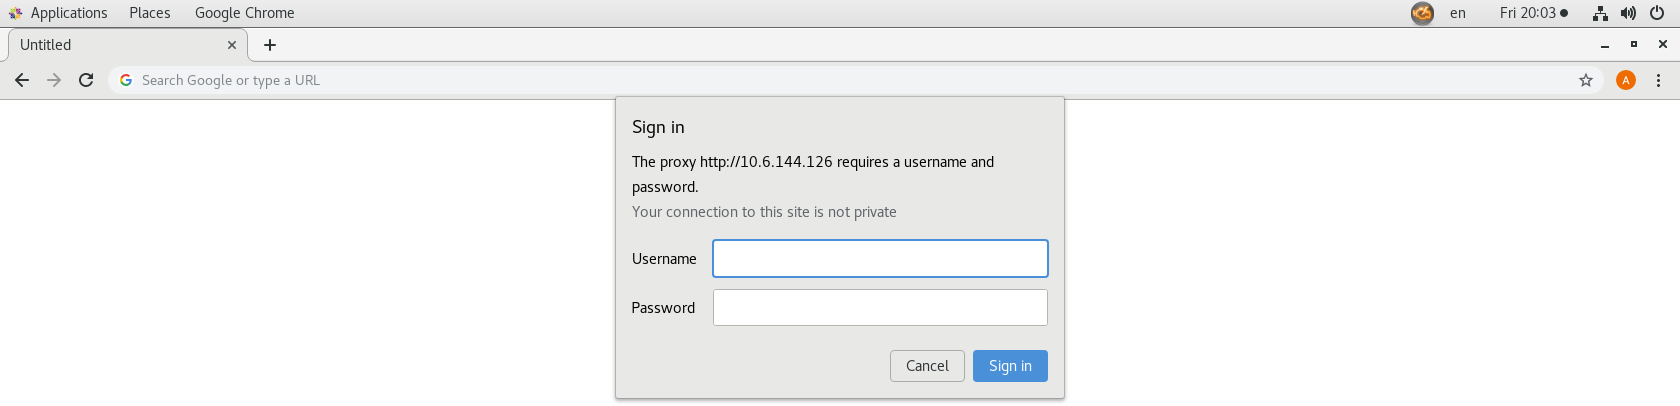 Applications Places Google Chrome en Fri 20:03
Untitled
Search Google or type a URL A
Sign in
The proxy http://10.6.144.126 requires a username and
password.
Your connection to this site is not private
Username
Password
Cancel Sign in